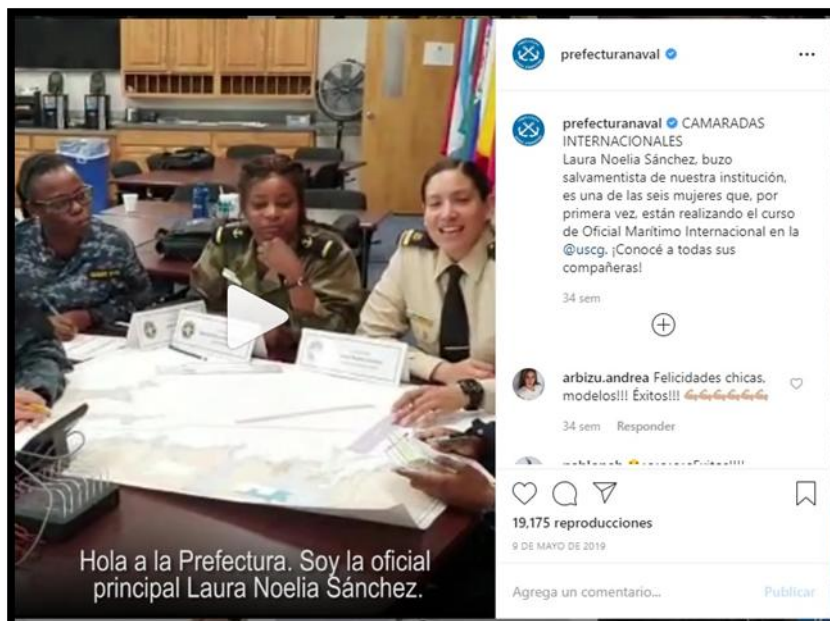 prefecturanaval
prefecturanaval CAMARADAS
INTERNACIONALES
Laura Noelia Sánchez, buzo
salvamentista de nuestra institución,
es una de las seis mujeres que, por
primera vez, están realizando el curso
de Oficial Marítimo Internacional en la
@uscg. ¡Conocé a todas sus
compañeras!
34 sem
arbizu.andrea Felicidades chicas,
modelos!!! Éxitos!!!
34 sem Responder
19,175 reproducciones
9 DE MAYO DE 2019
Agrega un comentario... Publicar
Hola a la Prefectura. Soy la oficial
principal Laura Noelia Sánchez.